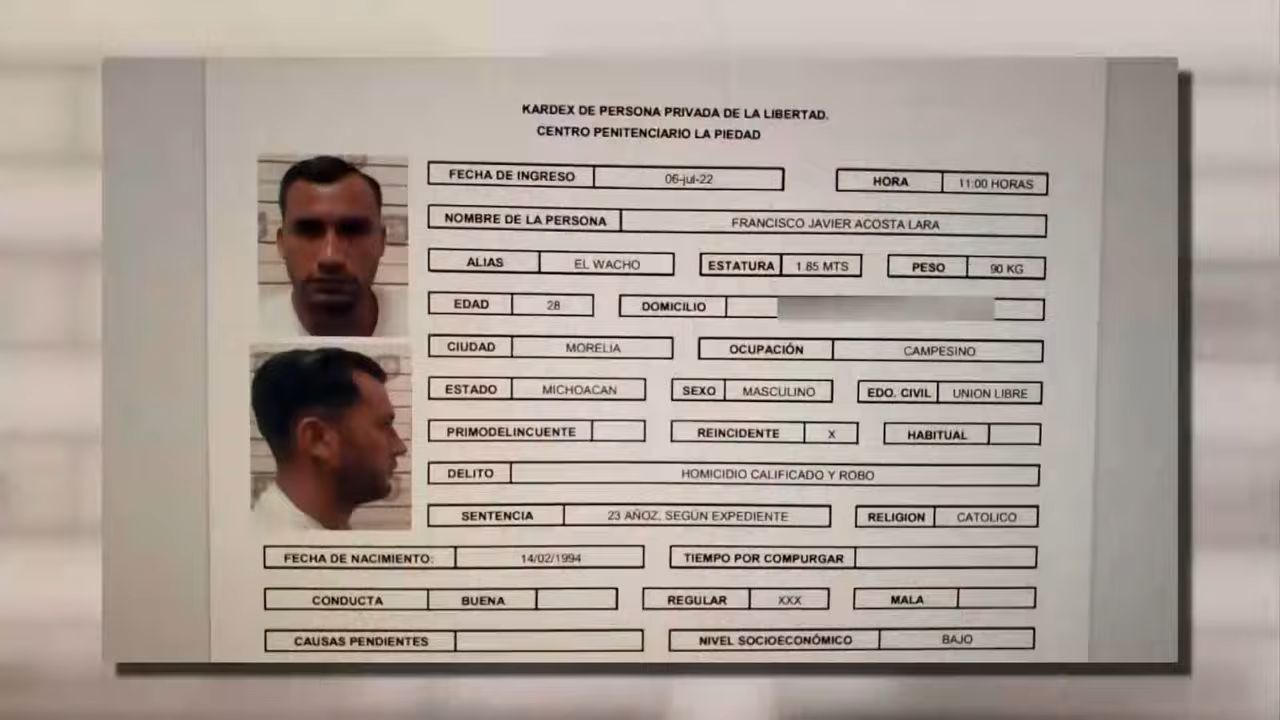 KARDEX DE PERSONA PRIVADA DE LA LIBERTAD.
CENTRO PENITENCIARIO LA PIEDAD
FECHA DE INGRESO 06-jul-22 HORA 11:00 HORAS
NOMBRE DE LA PERSONA FRANCISCO JAVIER ACOSTA LARA
ALIAS EL WACHO ESTATURA 1.85 MTS PESO 90 KG
EDAD 28 DOMICILIO
CIUDAD MORELIA OCUPACIÓN CAMPESINO
ESTADO MICHOACAN SEXO MASCULINO EDO. CIVIL UNION LIBRE
PRIMODELINCUENTE REINCIDENTE X HABITUAL
DELITO HOMICIDIO CALIFICADO Y ROBO
SENTENCIA 23 AÑOZ, SEGÚN EXPEDIENTE RELIGION CATOLICO
FECHA DE NACIMIENTO: 14/02/1994 TIEMPO POR COMPURGAR
CONDUCTA BUENA REGULAR XXX MALA
CAUSAS PENDIENTES NIVEL SOCIOECONÓMICO BAJO